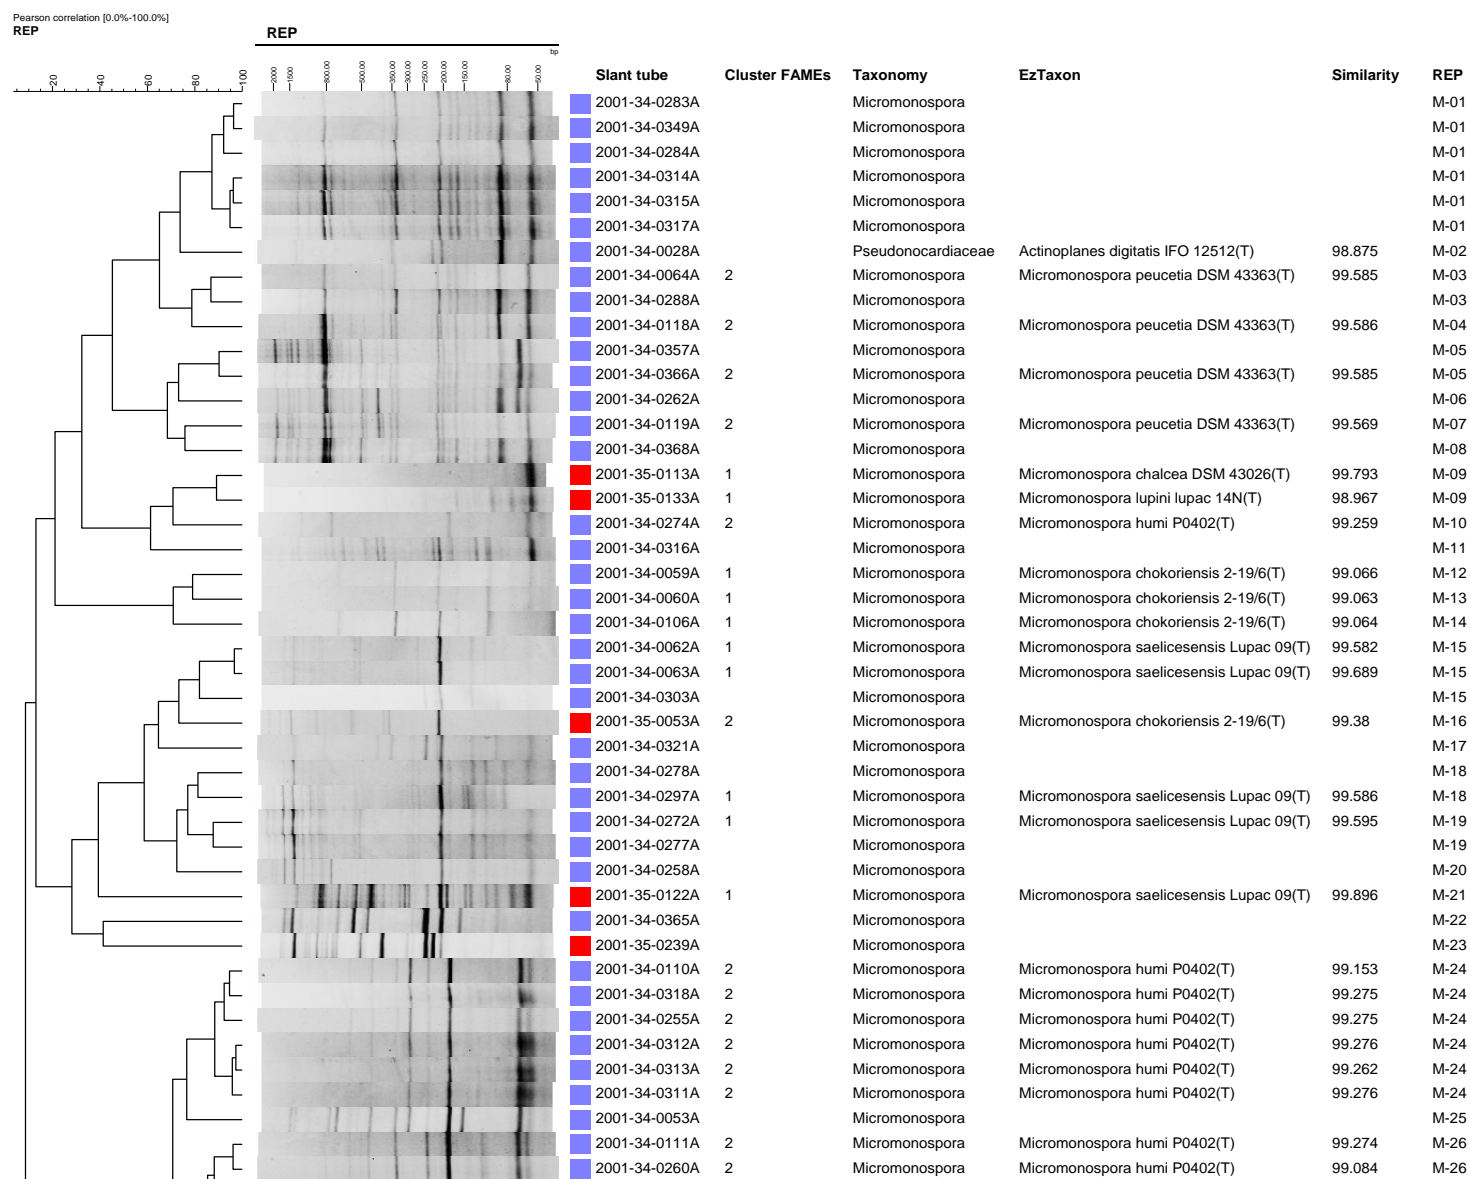 Pearson correlation [0.0%-100.0%]
REP
REP
bp
20 40 60 80 100
2000 1500 800.00 500.00 350.00 300.00 250.00 200.00 150.00 80.00 50.00
Slant tube Cluster FAMEs Taxonomy EzTaxon Similarity REP
2001-34-0283A Micromonospora M-01
2001-34-0349A Micromonospora M-01
2001-34-0284A Micromonospora M-01
2001-34-0314A Micromonospora M-01
2001-34-0315A Micromonospora M-01
2001-34-0317A Micromonospora M-01
2001-34-0028A Pseudonocardiaceae Actinoplanes digitatis IFO 12512(T) 98.875 M-02
2001-34-0064A 2 Micromonospora Micromonospora peucetia DSM 43363(T) 99.585 M-03
2001-34-0288A Micromonospora M-03
2001-34-0118A 2 Micromonospora Micromonospora peucetia DSM 43363(T) 99.586 M-04
2001-34-0357A Micromonospora M-05
2001-34-0366A 2 Micromonospora Micromonospora peucetia DSM 43363(T) 99.585 M-05
2001-34-0262A Micromonospora M-06
2001-34-0119A 2 Micromonospora Micromonospora peucetia DSM 43363(T) 99.569 M-07
2001-34-0368A Micromonospora M-08
2001-35-0113A 1 Micromonospora Micromonospora chalcea DSM 43026(T) 99.793 M-09
2001-35-0133A 1 Micromonospora Micromonospora lupini lupac 14N(T) 98.967 M-09
2001-34-0274A 2 Micromonospora Micromonospora humi P0402(T) 99.259 M-10
2001-34-0316A Micromonospora M-11
2001-34-0059A 1 Micromonospora Micromonospora chokoriensis 2-19/6(T) 99.066 M-12
2001-34-0060A 1 Micromonospora Micromonospora chokoriensis 2-19/6(T) 99.063 M-13
2001-34-0106A 1 Micromonospora Micromonospora chokoriensis 2-19/6(T) 99.064 M-14
2001-34-0062A 1 Micromonospora Micromonospora saelicesensis Lupac 09(T) 99.582 M-15
2001-34-0063A 1 Micromonospora Micromonospora saelicesensis Lupac 09(T) 99.689 M-15
2001-34-0303A Micromonospora M-15
2001-35-0053A 2 Micromonospora Micromonospora chokoriensis 2-19/6(T) 99.38 M-16
2001-34-0321A Micromonospora M-17
2001-34-0278A Micromonospora M-18
2001-34-0297A 1 Micromonospora Micromonospora saelicesensis Lupac 09(T) 99.586 M-18
2001-34-0272A 1 Micromonospora Micromonospora saelicesensis Lupac 09(T) 99.595 M-19
2001-34-0277A Micromonospora M-19
2001-34-0258A Micromonospora M-20
2001-35-0122A 1 Micromonospora Micromonospora saelicesensis Lupac 09(T) 99.896 M-21
2001-34-0365A Micromonospora M-22
2001-35-0239A Micromonospora M-23
2001-34-0110A 2 Micromonospora Micromonospora humi P0402(T) 99.153 M-24
2001-34-0318A 2 Micromonospora Micromonospora humi P0402(T) 99.275 M-24
2001-34-0255A 2 Micromonospora Micromonospora humi P0402(T) 99.275 M-24
2001-34-0312A 2 Micromonospora Micromonospora humi P0402(T) 99.276 M-24
2001-34-0313A 2 Micromonospora Micromonospora humi P0402(T) 99.262 M-24
2001-34-0311A 2 Micromonospora Micromonospora humi P0402(T) 99.276 M-24
2001-34-0053A Micromonospora M-25
2001-34-0111A 2 Micromonospora Micromonospora humi P0402(T) 99.274 M-26
2001-34-0260A 2 Micromonospora Micromonospora humi P0402(T) 99.084 M-26